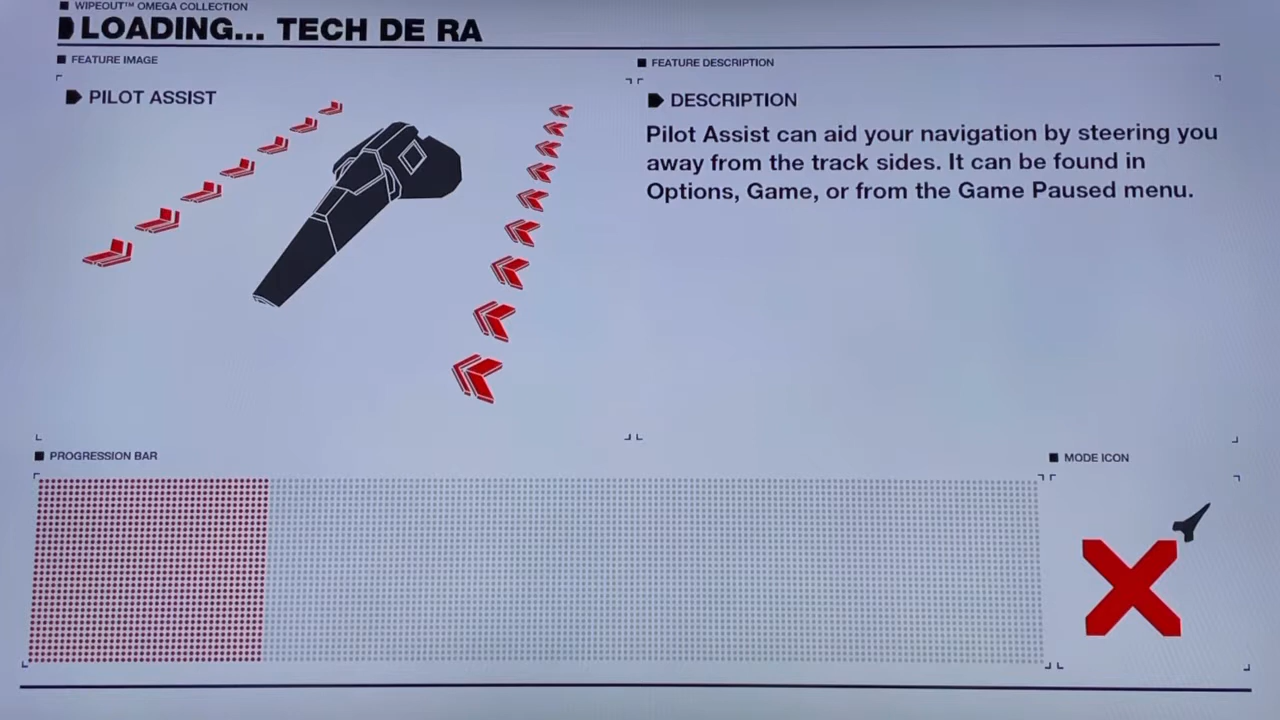 WIPEOUT™ OMEGA COLLECTION
LOADING... TECH DE RA
FEATURE IMAGE
PILOT ASSIST
FEATURE DESCRIPTION
DESCRIPTION
Pilot Assist can aid your navigation by steering you
away from the track sides. It can be found in
Options, Game, or from the Game Paused menu.
PROGRESSION BAR
MODE ICON